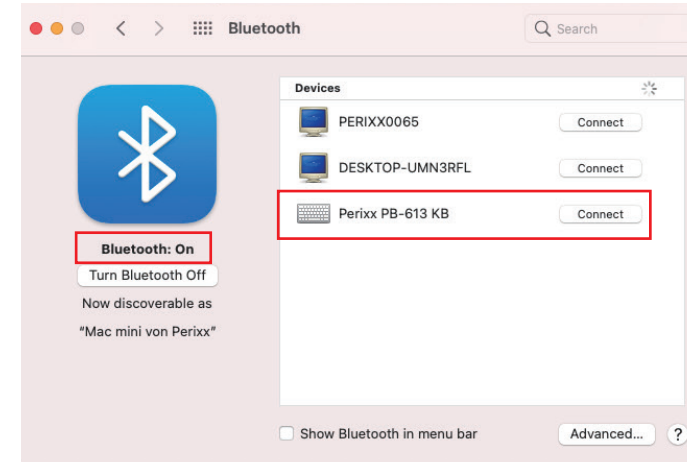 Bluetooth
Search
Devices
PERIXX0065 Connect
DESKTOP-UMN3RFL Connect
Perixx PB-613 KB Connect
Bluetooth: On
Turn Bluetooth Off
Now discoverable as
“Mac mini von Perixx”
Show Bluetooth in menu bar
Advanced... ?